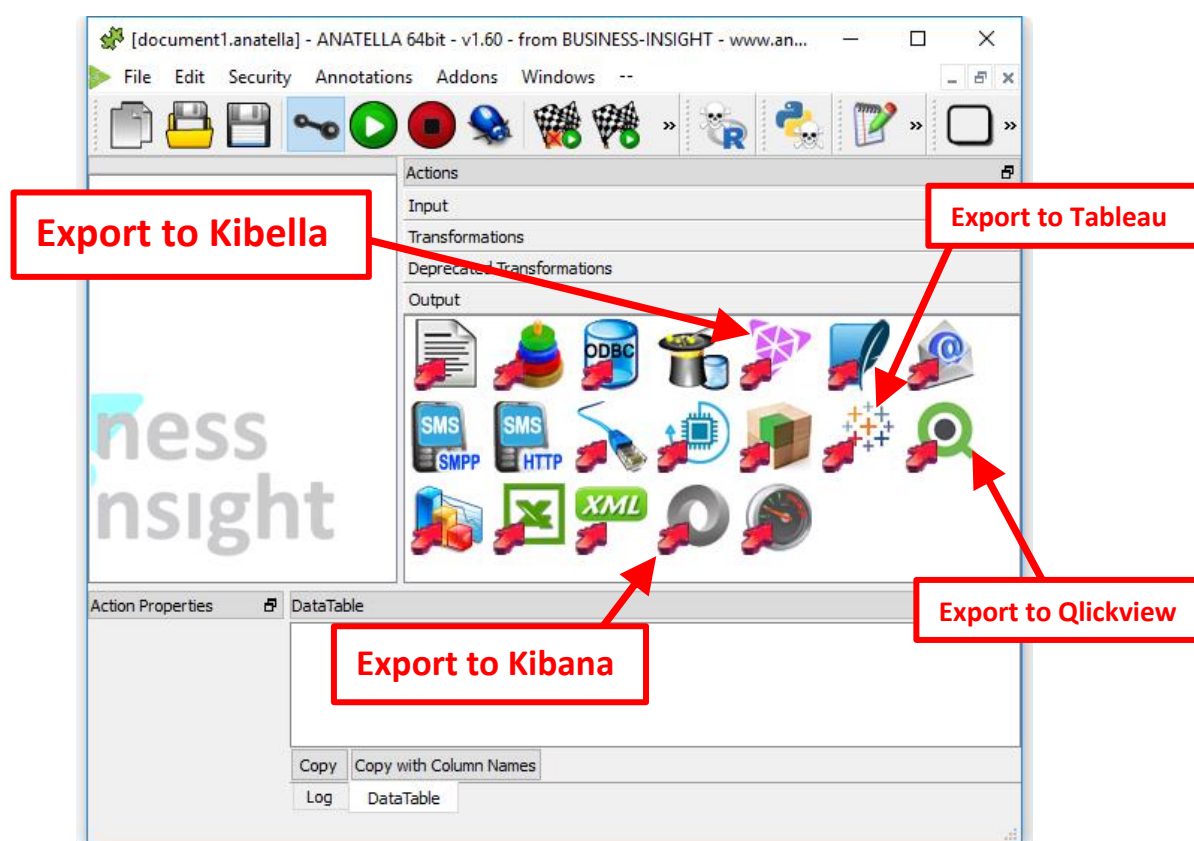 [document1.anatella] - ANATELLA 64bit - v1.60 - from BUSINESS-INSIGHT - www.an...
File Edit Security Annotations Addons Windows --
R
Actions
Input
Export to Kibella
Export to Tableau
Transformations
Deprecated Transformations
Output
ODBC
@
SMS SMPP
SMS HTTP
ness
nsight
XML
Action Properties
DataTable
Export to Qlickview
Export to Kibana
Copy
Copy with Column Names
Log
DataTable